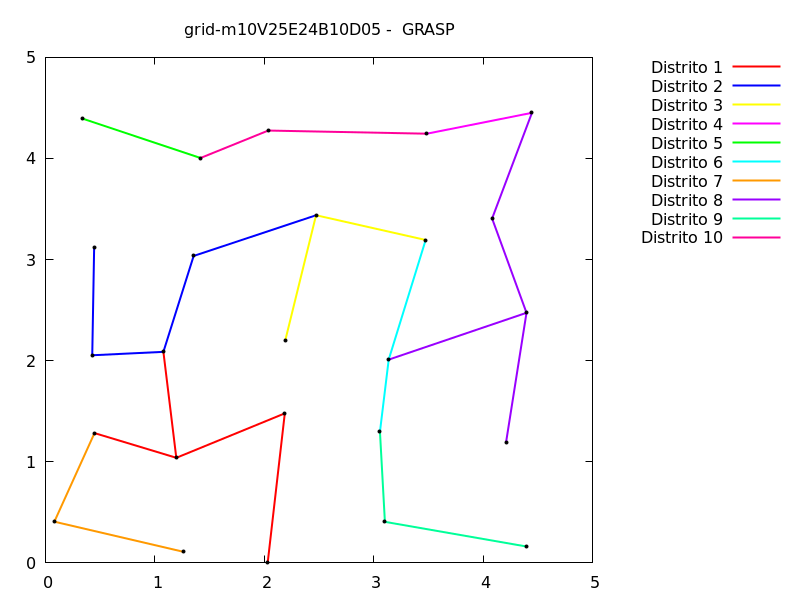 grid-m10V25E24B10D05 - GRASP
Distrito 1
Distrito 2
Distrito 3
Distrito 4
Distrito 5
Distrito 6
Distrito 7
Distrito 8
Distrito 9
Distrito 10
5
4
3
2
1
0
0 1 2 3 4 5